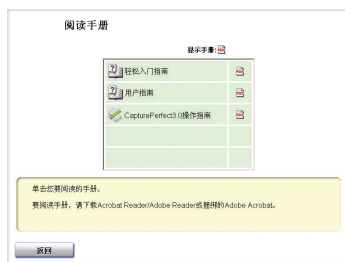 阅读手册
显示手册:
轻松入门指南
用户指南
CapturePerfect3.0操作指南
单击您要阅读的手册。
要阅读手册，请下载Acrobat Reader/Adobe Reader或捆绑的Adobe Acrobat。
返回